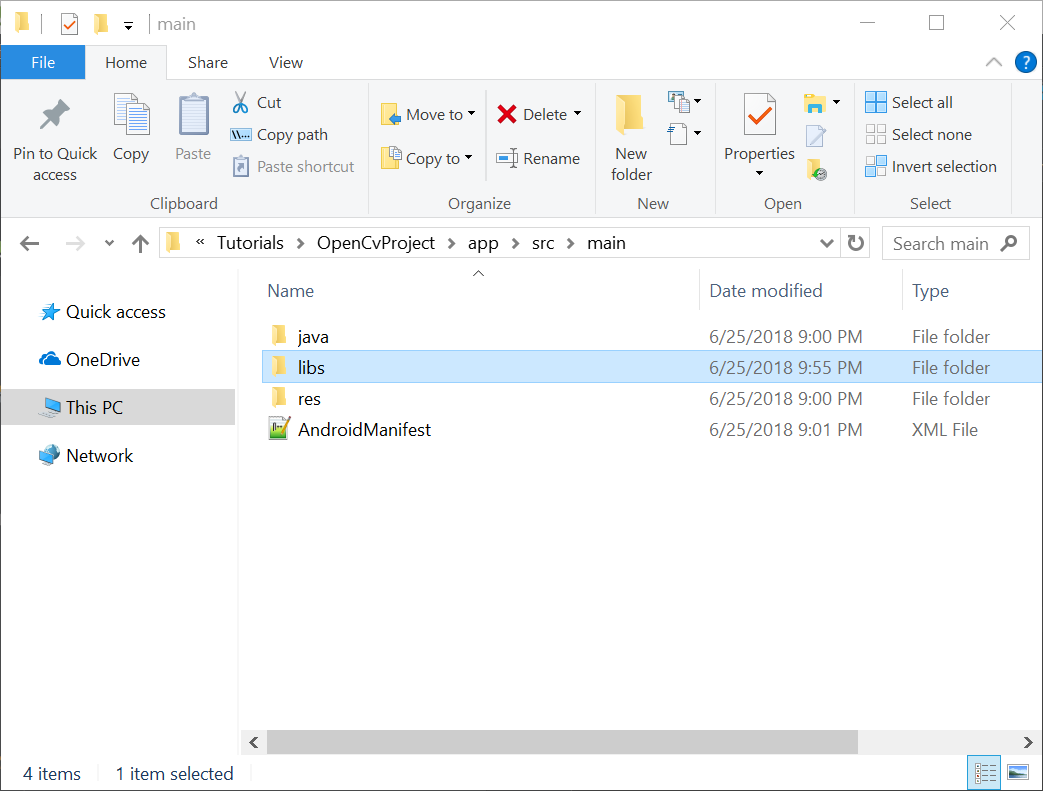 main
File Home Share View
Pin to Quick access
Copy
Paste
Cut
Copy path
Paste shortcut
Clipboard
Move to
Copy to
Delete
Rename
Organize
New folder
New
Properties
Open
Select all
Select none
Invert selection
Select
« Tutorials > OpenCvProject > app > src > main
Search main
Quick access
OneDrive
This PC
Network
Name Date modified Type
java 6/25/2018 9:00 PM File folder
libs 6/25/2018 9:55 PM File folder
res 6/25/2018 9:00 PM File folder
AndroidManifest 6/25/2018 9:01 PM XML File
4 items 1 item selected